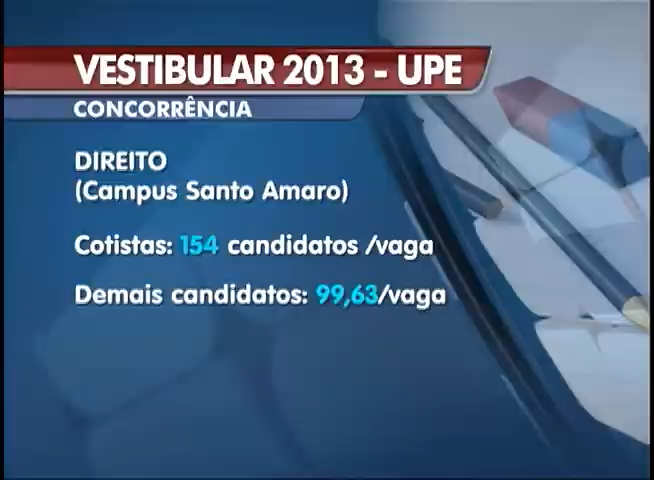 VESTIBULAR 2013 - UPE
CONCORRÊNCIA
DIREITO
(Campus Santo Amaro)
Cotistas: 154 candidatos /vaga
Demais candidatos: 99,63/vaga